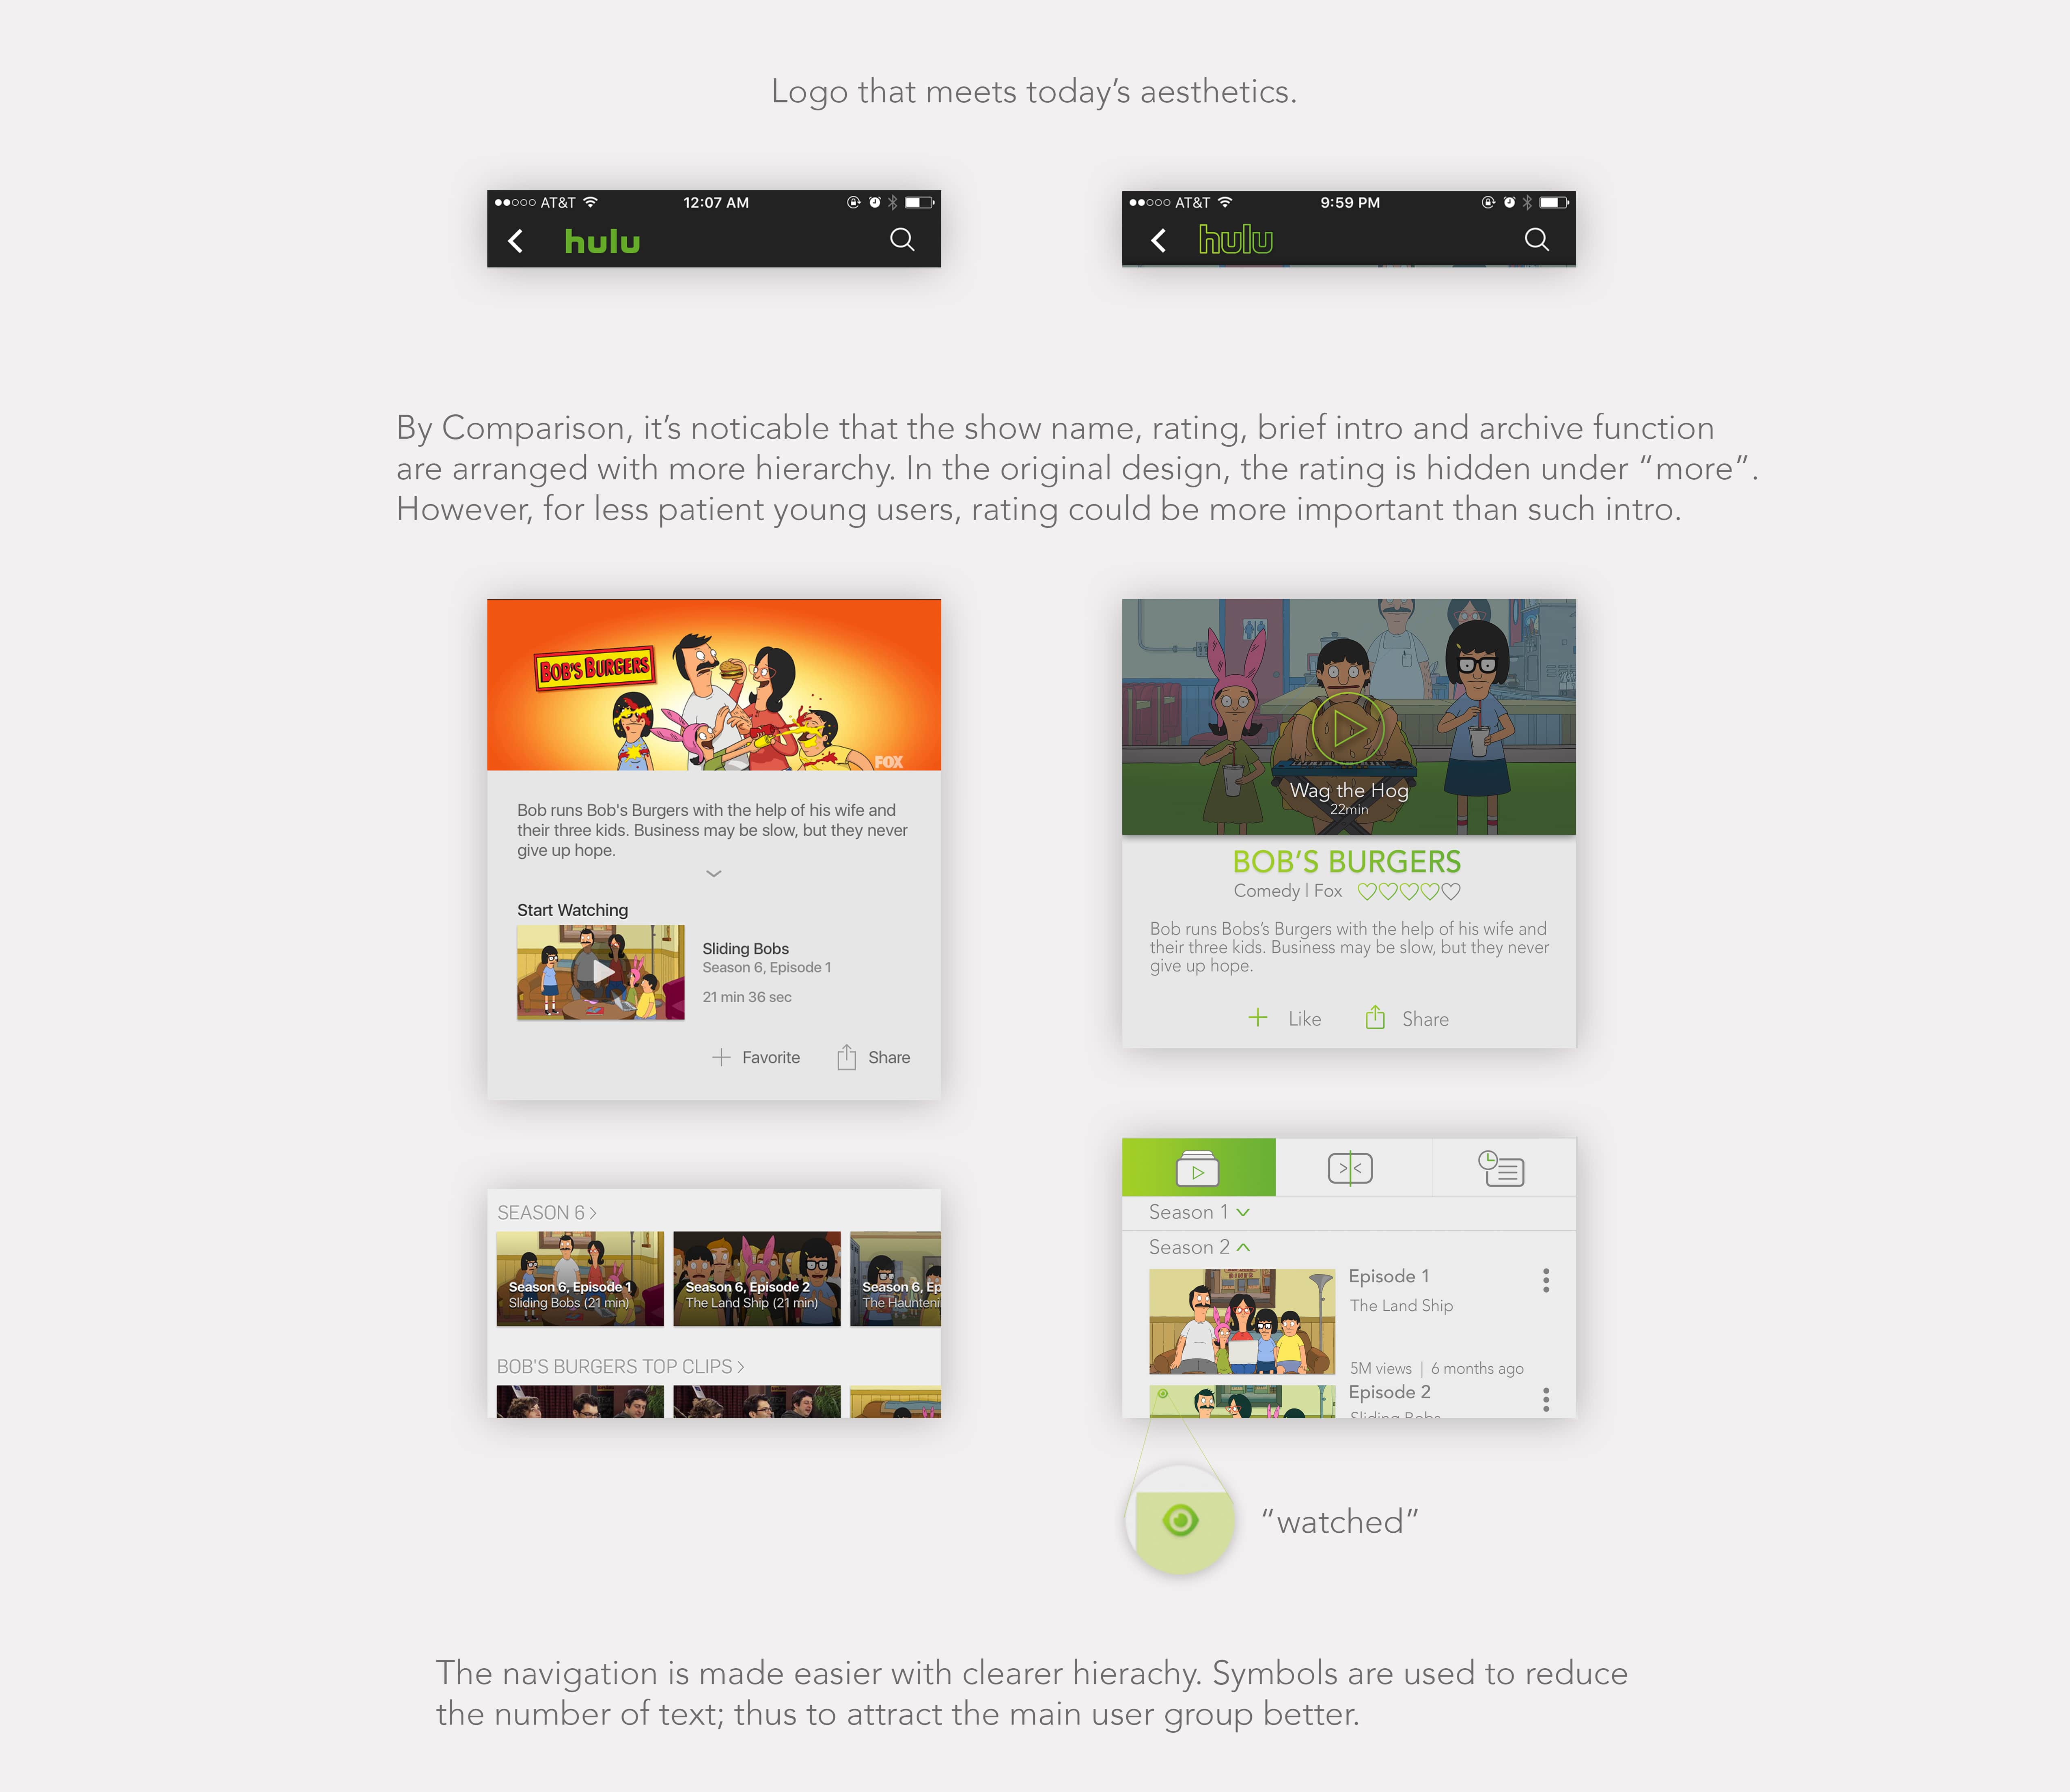 Logo that meets today's aesthetics.
AT&T 12:07 AM
hulu
AT&T 9:59 PM
hulu
By Comparison, it's noticable that the show name, rating, brief intro and archive function
are arranged with more hierarchy. In the original design, the rating is hidden under “more”.
However, for less patient young users, rating could be more important than such intro.
BOB'S BURGERS
FOX
Bob runs Bob's Burgers with the help of his wife and
their three kids. Business may be slow, but they never
give up hope.
Start Watching
Sliding Bobs
Season 6, Episode 1
21 min 36 sec
+ Favorite Share
Wag the Hog
22min
BOB'S BURGERS
Comedy | Fox
Bob runs Bobs's Burgers with the help of his wife and
their three kids. Business may be slow, but they never
give up hope.
+ Like Share
SEASON 6 >
Season 6, Episode 1
Sliding Bobs (21 min)
Season 6, Episode 2
The Land Ship (21 min)
Season 6, Ep
The Haunteni
BOB'S BURGERS TOP CLIPS >
Season 1
Season 2
Episode 1
The Land Ship
5M views | 6 months ago
Episode 2
Sliding Bobs
“watched”
The navigation is made easier with clearer hierachy. Symbols are used to reduce
the number of text; thus to attract the main user group better.